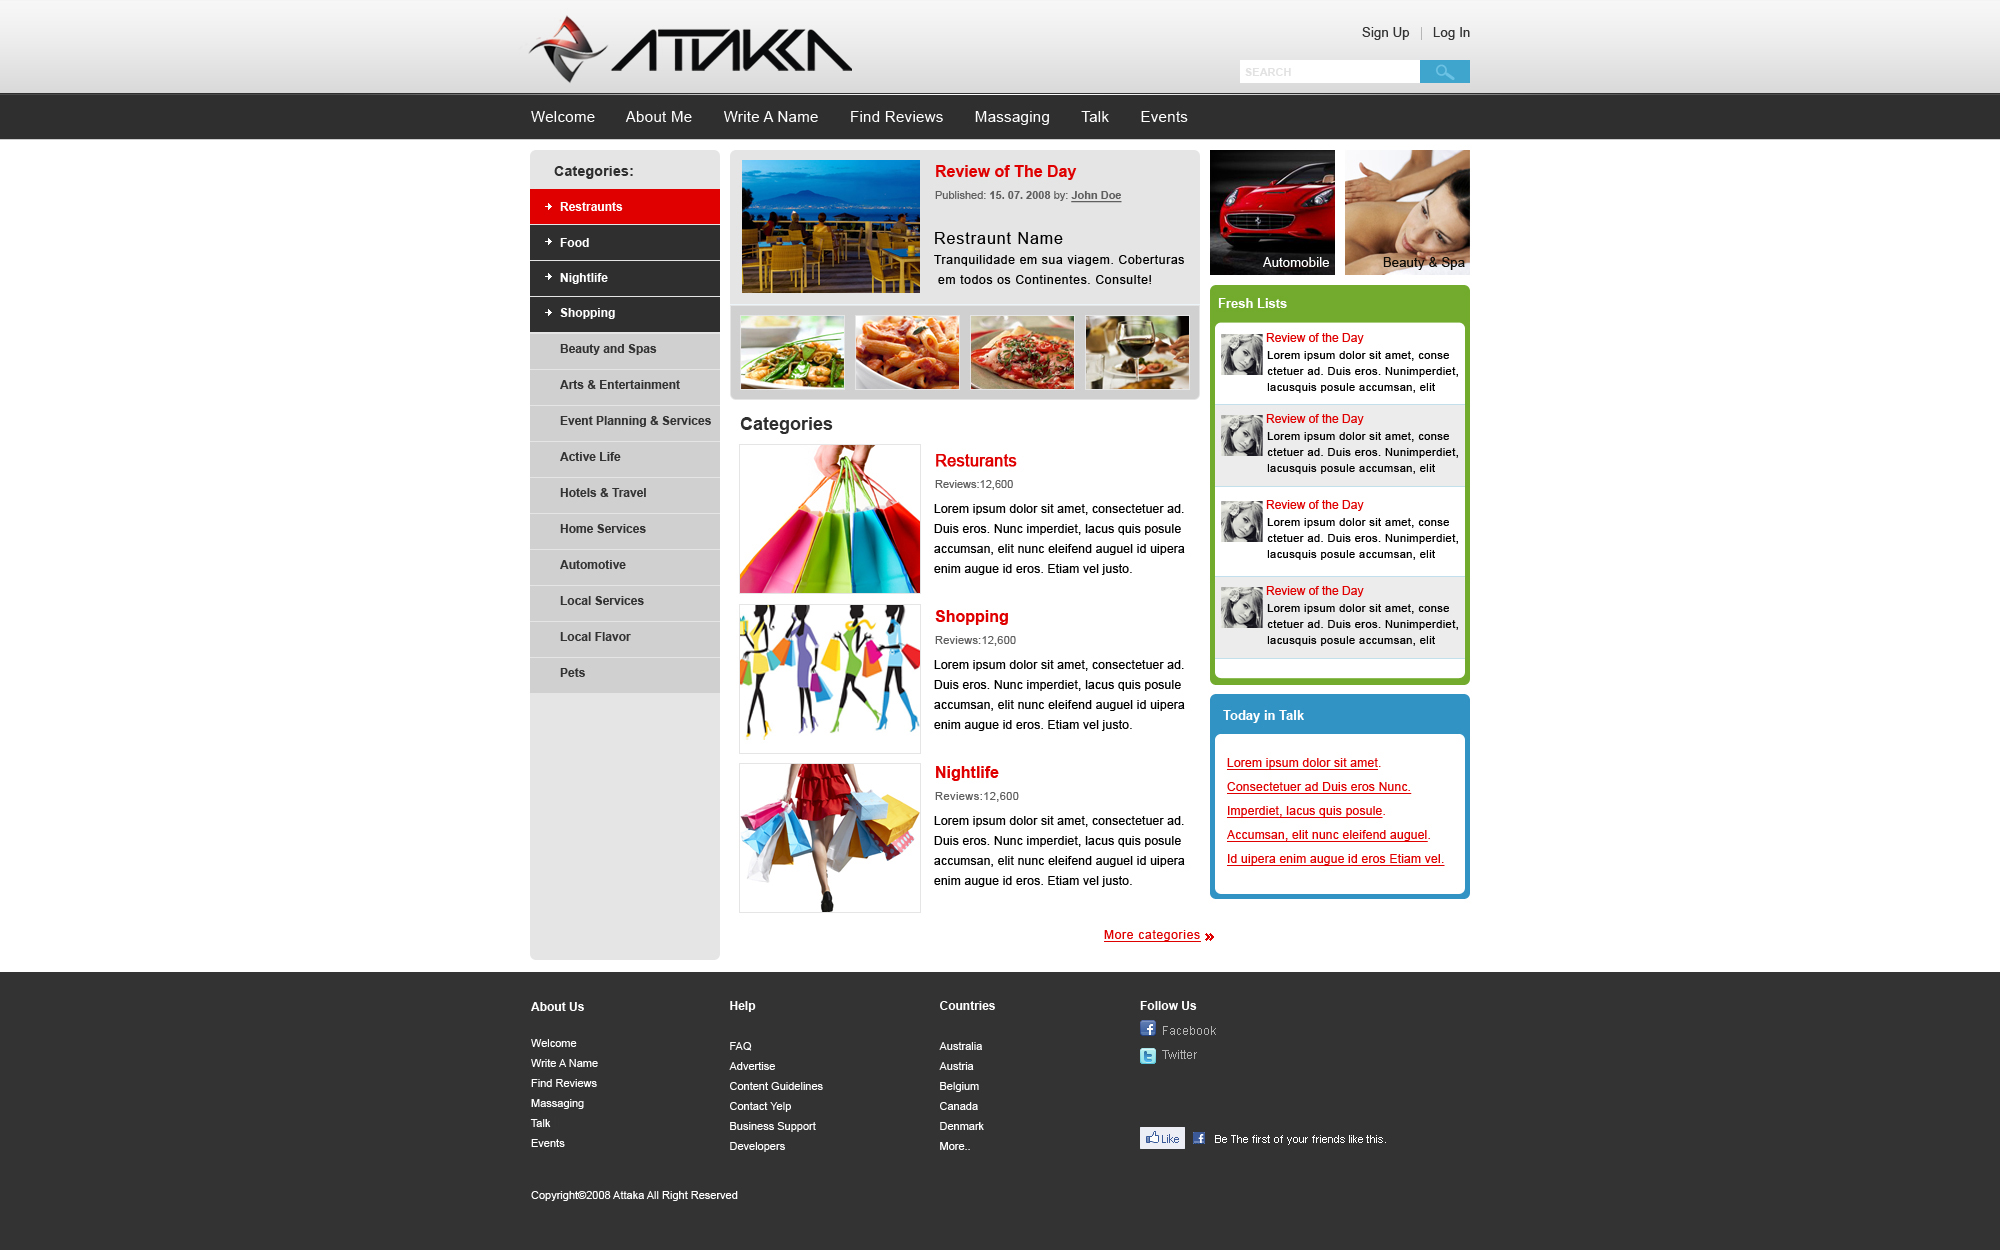 ATTAKA
Sign Up | Log In
SEARCH
Welcome
About Me
Write A Name
Find Reviews
Massaging
Talk
Events
Categories:
Restraunts
Food
Nightlife
Shopping
Beauty and Spas
Arts & Entertainment
Event Planning & Services
Active Life
Hotels & Travel
Home Services
Automotive
Local Services
Local Flavor
Pets
Review of The Day
Published: 15. 07. 2008 by: John Doe
Restraunt Name
Tranquilidade em sua viagem. Coberturas
em todos os Continentes. Consulte!
Categories
Resturants
Reviews:12,600
Lorem ipsum dolor sit amet, consectetuer ad.
Duis eros. Nunc imperdiet, lacus quis posule
accumsan, elit nunc eleifend auguel id uipera
enim augue id eros. Etiam vel justo.
Shopping
Reviews:12,600
Lorem ipsum dolor sit amet, consectetuer ad.
Duis eros. Nunc imperdiet, lacus quis posule
accumsan, elit nunc eleifend auguel id uipera
enim augue id eros. Etiam vel justo.
Nightlife
Reviews:12,600
Lorem ipsum dolor sit amet, consectetuer ad.
Duis eros. Nunc imperdiet, lacus quis posule
accumsan, elit nunc eleifend auguel id uipera
enim augue id eros. Etiam vel justo.
More categories »
Automobile
Beauty & Spa
Fresh Lists
Review of the Day
Lorem ipsum dolor sit amet, conse
ctetuer ad. Duis eros. Nunimperdiet,
lacusquis posule accumsan, elit
Review of the Day
Lorem ipsum dolor sit amet, conse
ctetuer ad. Duis eros. Nunimperdiet,
lacusquis posule accumsan, elit
Review of the Day
Lorem ipsum dolor sit amet, conse
ctetuer ad. Duis eros. Nunimperdiet,
lacusquis posule accumsan, elit
Review of the Day
Lorem ipsum dolor sit amet, conse
ctetuer ad. Duis eros. Nunimperdiet,
lacusquis posule accumsan, elit
Today in Talk
Lorem ipsum dolor sit amet.
Consectetuer ad Duis eros Nunc.
Imperdiet, lacus quis posule.
Accumsan, elit nunc eleifend auguel.
Id uipera enim augue id eros Etiam vel.
About Us
Welcome
Write A Name
Find Reviews
Massaging
Talk
Events
Help
FAQ
Advertise
Content Guidelines
Contact Yelp
Business Support
Developers
Countries
Australia
Austria
Belgium
Canada
Denmark
More..
Follow Us
Facebook
Twitter
Like
Be The first of your friends like this.
Copyright©2008 Attaka All Right Reserved